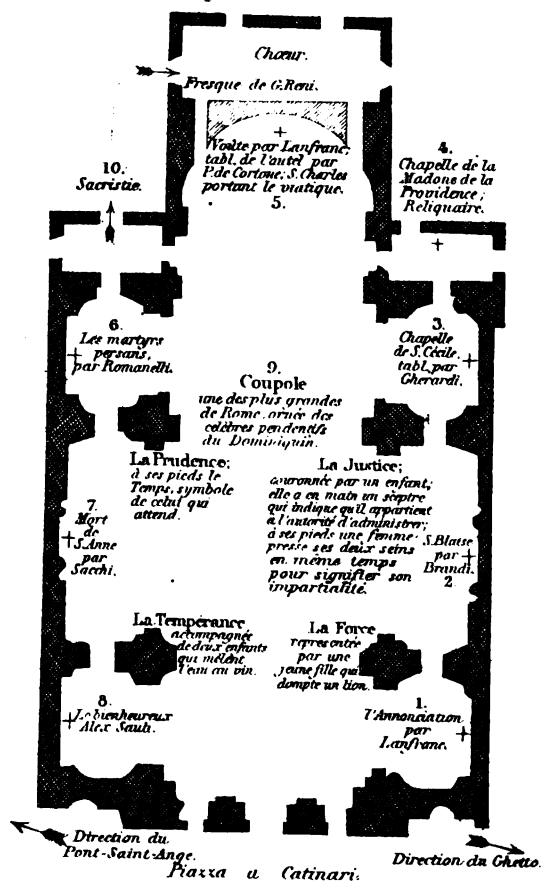 Chœur.
Fresque de G. Reni.
Voûte par Lanfranc;
tabl. de l'autel par
P. de Cortone; S. Charles
portant le viatique.
5.
4.
Chapelle de la
Madone de la
Providence;
Reliquaire.
10.
Sacristie.
6.
Les martyrs
persans,
par Romanelli.
3.
Chapelle
de S. Cécile,
tabl. par
Gherardi.
9.
Coupole
une des plus grandes
de Rome, ornée des
célèbres pendentifs
du Dominiquin.
La Prudence;
à ses pieds le
Temps, symbole
de celui qui
attend.
La Justice;
couronnée par un enfant;
elle a en main un sceptre
qui indique qu'il appartient
à l'autorité d'administrer;
à ses pieds une femme
presse ses deux seins
en même temps
pour signifier son
impartialité.
7.
Mort
de
S. Anne
par
Sacchi.
S. Blaise
par
Brandi.
2
La Tempérance
accompagnée
de deux enfants
qui mêlent
l'eau au vin.
La Force
représentée
par une
jeune fille qui
dompte un lion.
8.
Le bienheureux
Alex Sauli.
1.
l'Annonciation
par
Lanfranc.
Direction du
Pont-Saint-Ange.
Piazza a Catinari.
Direction du Ghetto.